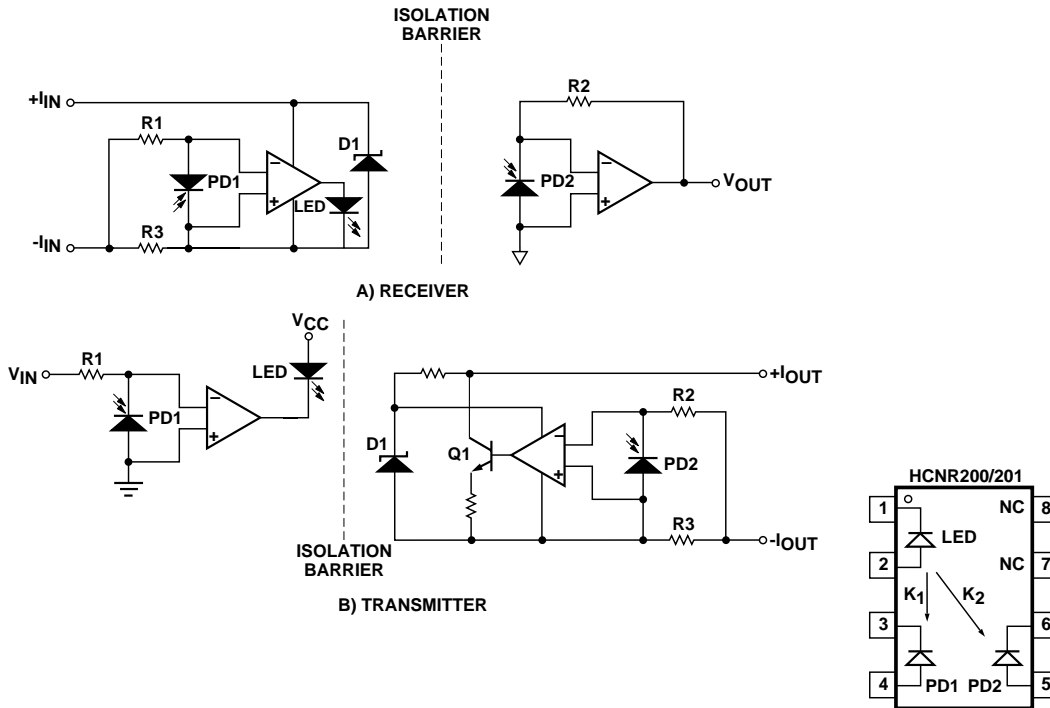 ISOLATION
BARRIER
+IIN
R1
D1
PD1
−
+
LED
-IIN
R3
R2
PD2
−
+
VOUT
A) RECEIVER
VCC
LED
VIN
R1
PD1
−
+
ISOLATION
BARRIER
D1
Q1
−
+
PD2
R2
R3
+IOUT
-IOUT
B) TRANSMITTER
HCNR200/201
1
NC
8
LED
2
NC
7
K1
K2
3
6
4
PD1
PD2
5